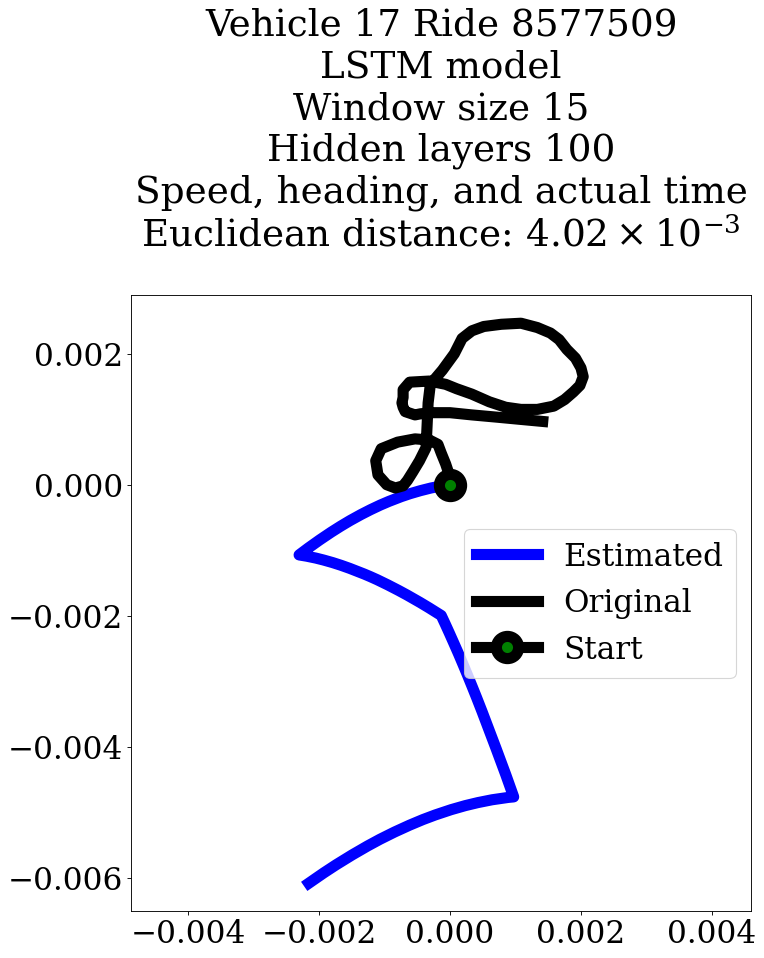 Vehicle 17 Ride 8577509
LSTM model
Window size 15
Hidden layers 100
Speed, heading, and actual time
Euclidean distance: 4.02 × 10⁻³
0.002
0.000
−0.002
−0.004
−0.006
Estimated
Original
Start
−0.004 −0.002 0.000 0.002 0.004